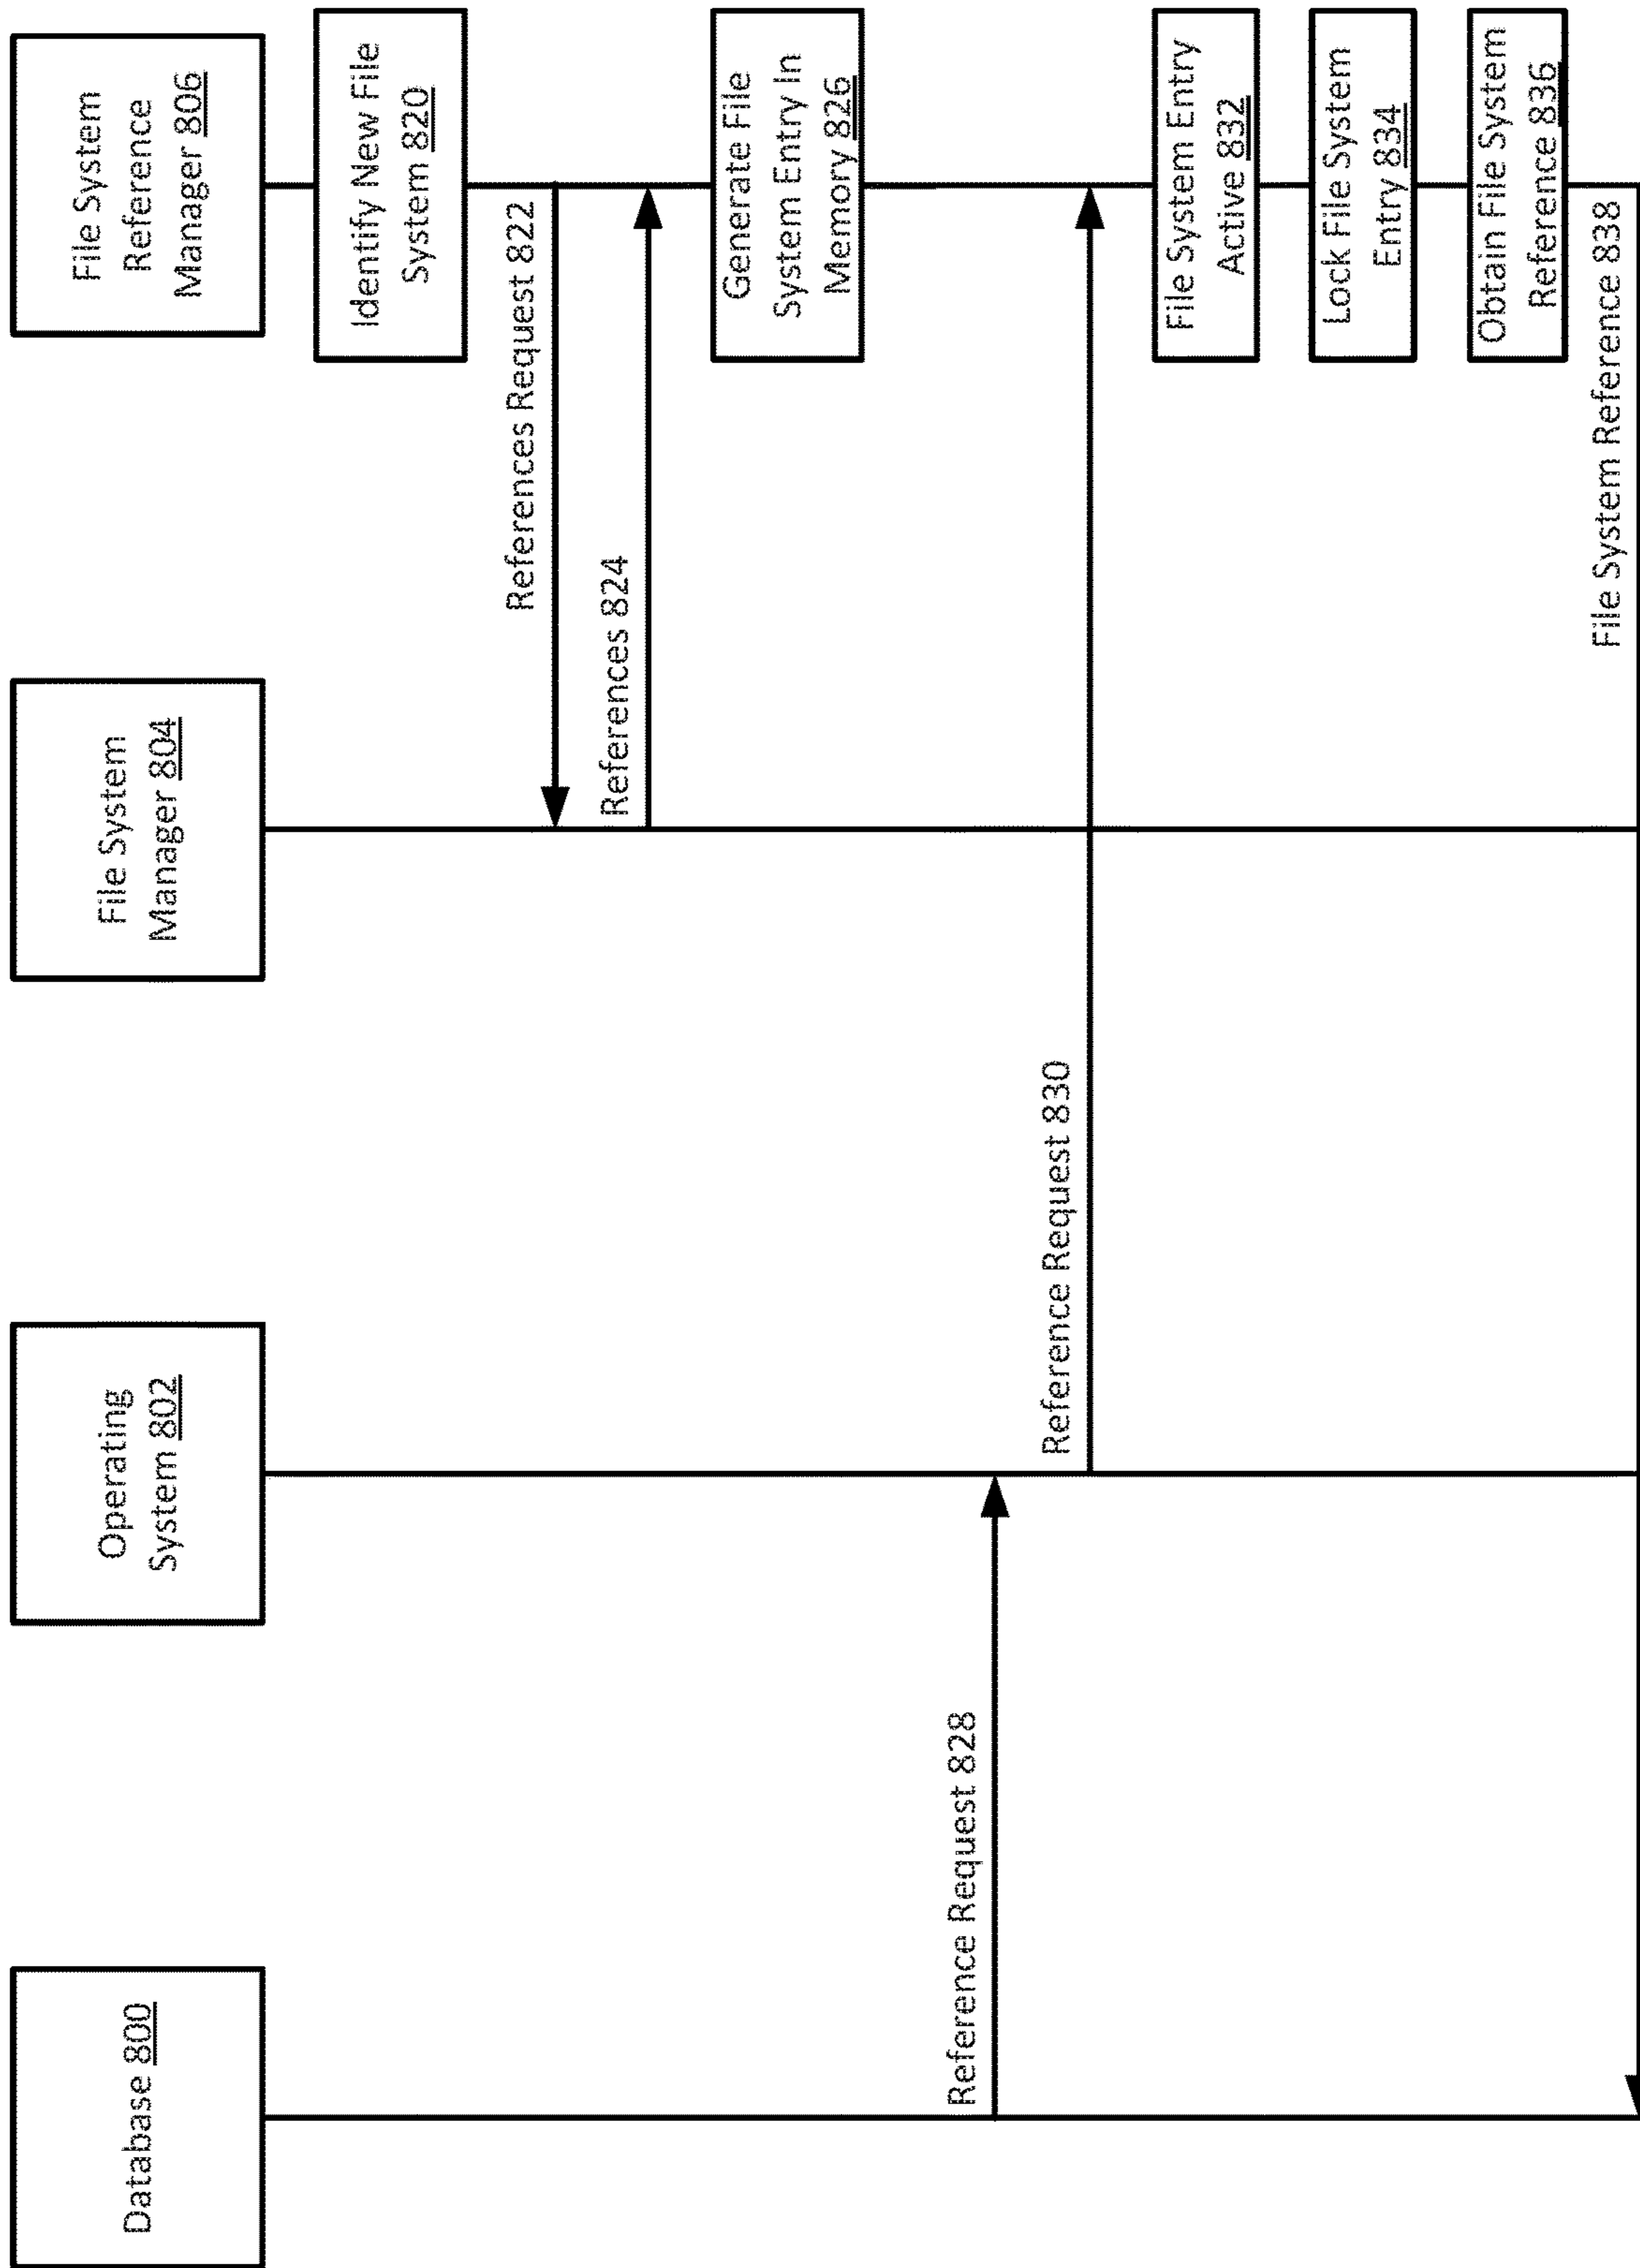 Database 800
Operating
System 802
File System
Manager 804
File System
Reference
Manager 806
Identify New File
System 820
References Request 822
References 824
Generate File
System Entry In
Memory 826
Reference Request 828
Reference Request 830
File System Entry
Active 832
Lock File System
Entry 834
Obtain File System
Reference 836
File System Reference 838